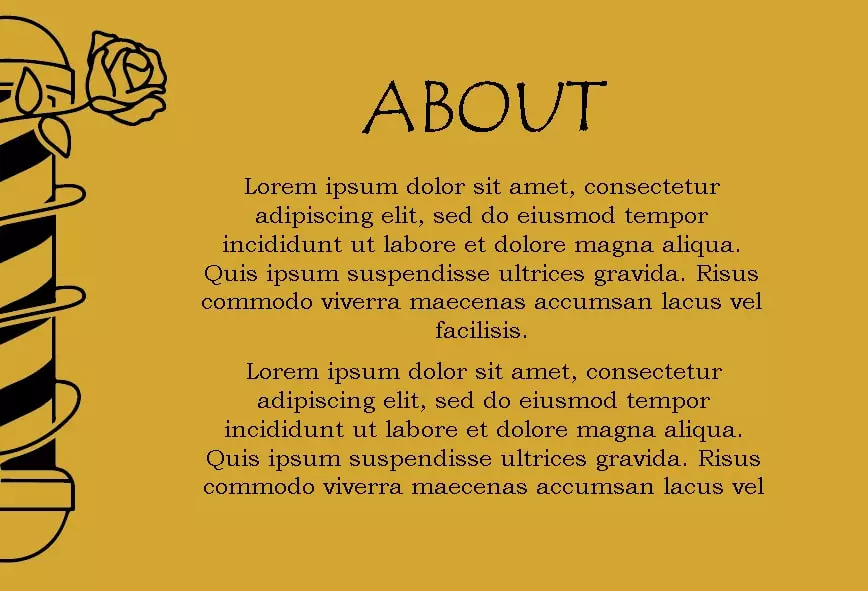 ABOUT
Lorem ipsum dolor sit amet, consectetur
adipiscing elit, sed do eiusmod tempor
incididunt ut labore et dolore magna aliqua.
Quis ipsum suspendisse ultrices gravida. Risus
commodo viverra maecenas accumsan lacus vel
facilisis.
Lorem ipsum dolor sit amet, consectetur
adipiscing elit, sed do eiusmod tempor
incididunt ut labore et dolore magna aliqua.
Quis ipsum suspendisse ultrices gravida. Risus
commodo viverra maecenas accumsan lacus vel